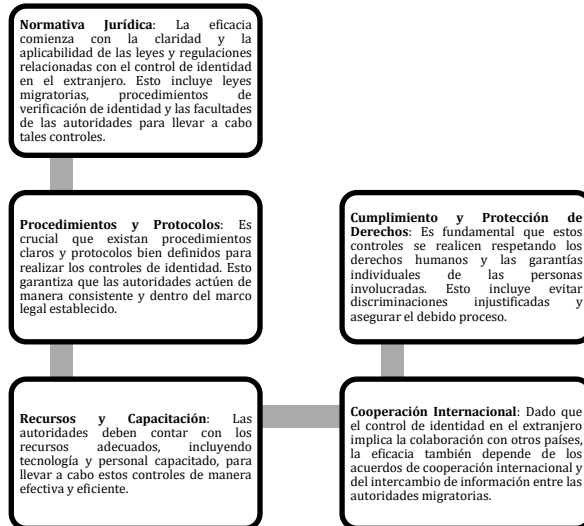 Normativa Jurídica: La eficacia
comienza con la claridad y la
aplicabilidad de las leyes y regulaciones
relacionadas con el control de identidad
en el extranjero. Esto incluye leyes
migratorias, procedimientos de
verificación de identidad y las facultades
de las autoridades para llevar a cabo
tales controles.
Procedimientos y Protocolos: Es
crucial que existan procedimientos
claros y protocolos bien definidos para
realizar los controles de identidad. Esto
garantiza que las autoridades actúen de
manera consistente y dentro del marco
legal establecido.
Recursos y Capacitación: Las
autoridades deben contar con los
recursos adecuados, incluyendo
tecnología y personal capacitado, para
llevar a cabo estos controles de manera
efectiva y eficiente.
Cooperación Internacional: Dado que
el control de identidad en el extranjero
implica la colaboración con otros países,
la eficacia también depende de los
acuerdos de cooperación internacional y
del intercambio de información entre las
autoridades migratorias.
Cumplimiento y Protección de
Derechos: Es fundamental que estos
controles se realicen respetando los
derechos humanos y las garantías
individuales de las personas
involucradas. Esto incluye evitar
discriminaciones injustificadas y
asegurar el debido proceso.